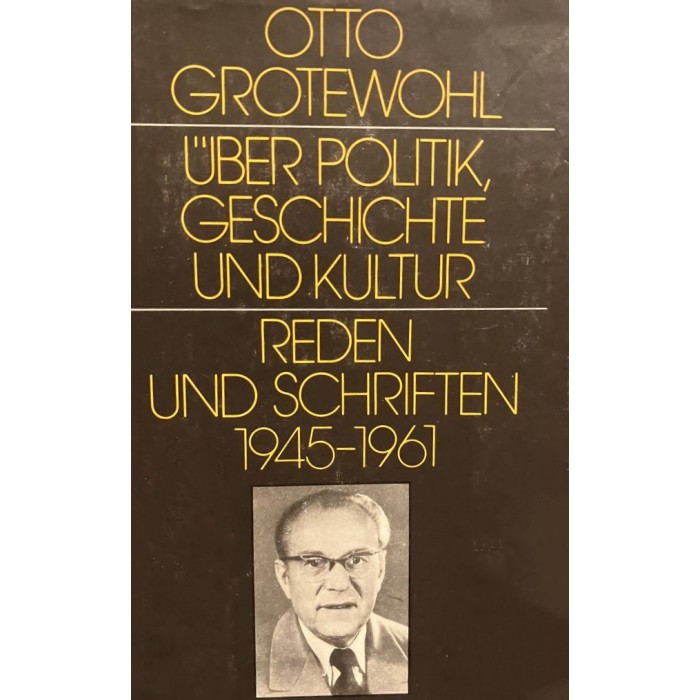 OTTO
GROTEWOHL
ÜBER POLITIK,
GESCHICHTE
UND KULTUR
REDEN
UND SCHRIFTEN
1945-1961